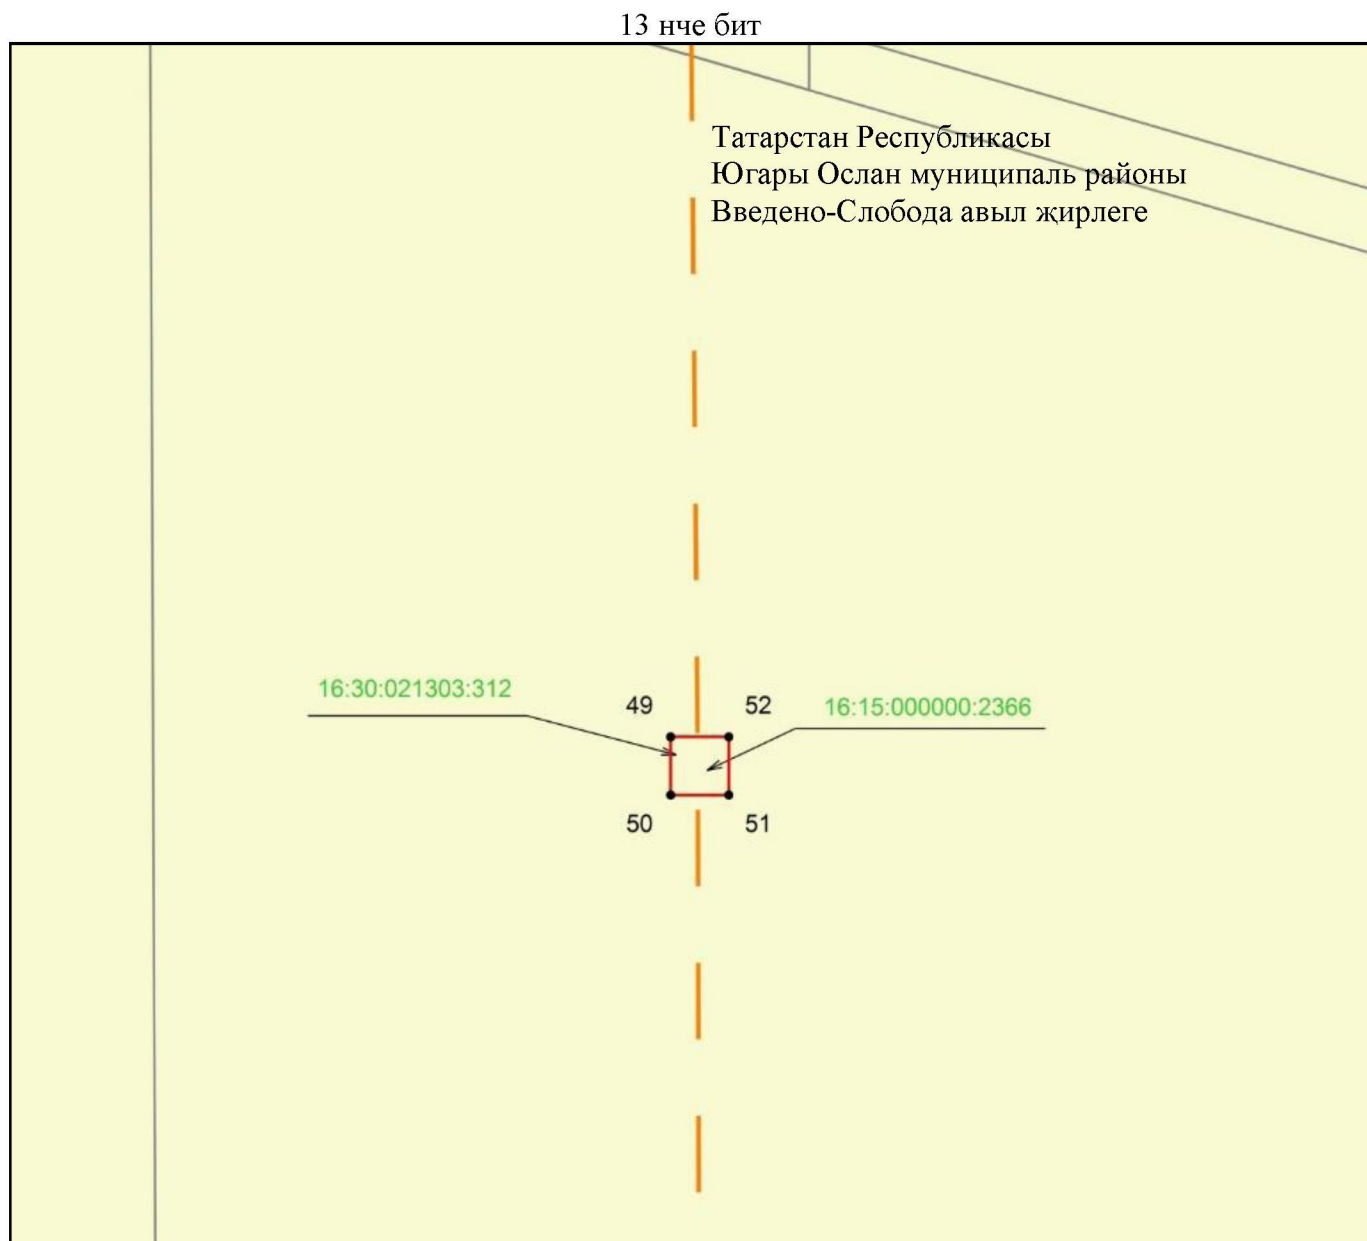 13 нче бит
Татарстан Республикасы
Югары Ослан муниципаль районы
Введено-Слобода авыл җирлеге
16:30:021303:312
49
52
16:15:000000:2366
50
51